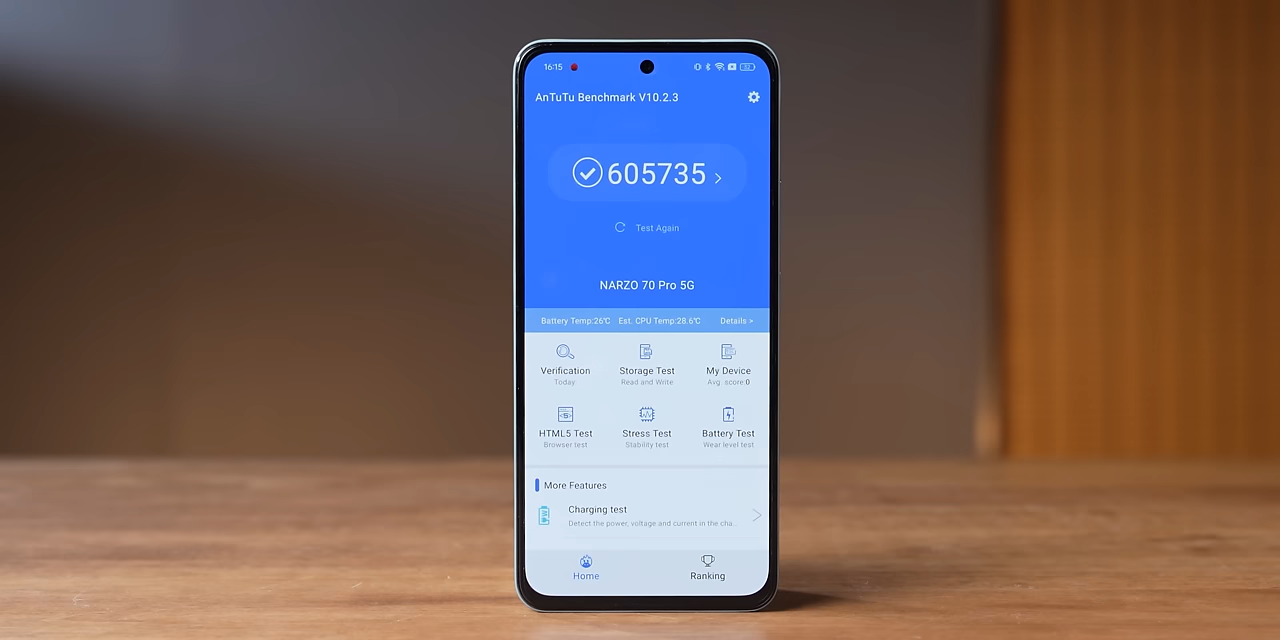 16:15
AnTuTu Benchmark V10.2.3
605735 >
Test Again
NARZO 70 Pro 5G
Battery Temp:26℃ Est. CPU Temp:28.6℃ Details >
Verification Storage Test My Device
Today Read and Write Avg. score:0
HTML5 Test Stress Test Battery Test
Browser test Stability test Wear level test
More Features
Charging test
Detect the power, voltage and current in the cha...
Home Ranking